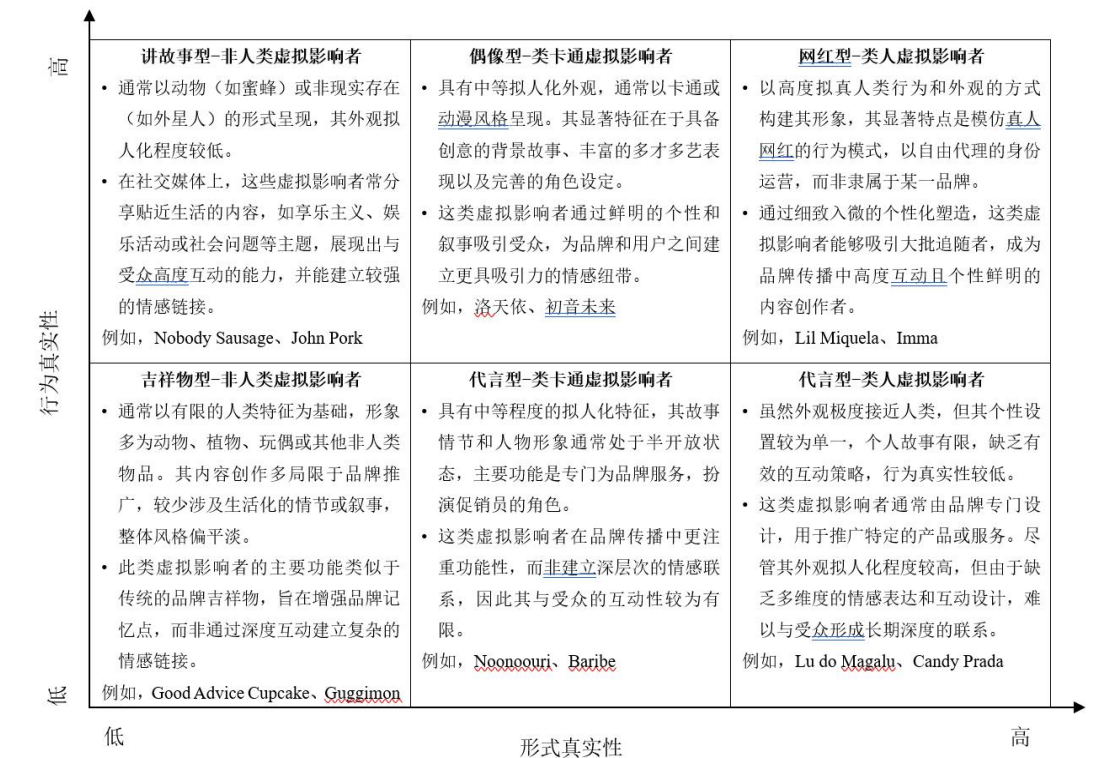 高
讲故事型-非人类虚拟影响者
• 通常以动物（如蜜蜂）或非现实存在
（如外星人）的形式呈现，其外观拟
人化程度较低。
• 在社交媒体上，这些虚拟影响者常分
享贴近生活的内容，如享乐主义、娱
乐活动或社会问题等主题，展现出与
受众高度互动的能力，并能建立较强
的情感链接。
例如，Nobody Sausage、John Pork
偶像型-类卡通虚拟影响者
• 具有中等拟人化外观，通常以卡通或
动漫风格呈现。其显著特征在于具备
创意的背景故事、丰富的多才多艺表
现以及完善的角色设定。
• 这类虚拟影响者通过鲜明的个性和
叙事吸引受众，为品牌和用户之间建
立更具吸引力的情感纽带。
例如，洛天依、初音未来
网红型-类人虚拟影响者
• 以高度拟真人类行为和外观的方式
构建其形象，其显著特点是模仿真人
网红的行为模式，以自由代理的身份
运营，而非隶属于某一品牌。
• 通过细致入微的个性化塑造，这类虚
拟影响者能够吸引大批追随者，成为
品牌传播中高度互动且个性鲜明的
内容创作者。
例如，Lil Miquela、Imma
行为真实性
吉祥物型-非人类虚拟影响者
• 通常以有限的人类特征为基础，形象
多为动物、植物、玩偶或其他非人类
物品。其内容创作多局限于品牌推
广，较少涉及生活化的情节或叙事，
整体风格偏平淡。
• 此类虚拟影响者的主要功能类似于
传统的品牌吉祥物，旨在增强品牌记
忆点，而非通过深度互动建立复杂的
情感链接。
例如，Good Advice Cupcake、Guggimon
代言型-类卡通虚拟影响者
• 具有中等程度的拟人化特征，其故事
情节和人物形象通常处于半开放状
态，主要功能是专门为品牌服务，扮
演促销员的角色。
• 这类虚拟影响者在品牌传播中更注
重功能性，而非建立深层次的情感联
系，因此其与受众的互动性较为有
限。
例如，Noonoouri、Baribe
代言型-类人虚拟影响者
• 虽然外观极度接近人类，但其个性设
置较为单一，个人故事有限，缺乏有
效的互动策略，行为真实性较低。
• 这类虚拟影响者通常由品牌专门设
计，用于推广特定的产品或服务。尽
管其外观拟人化程度较高，但由于缺
乏多维度的情感表达和互动设计，难
以与受众形成长期深度的联系。
例如，Lu do Magalu、Candy Prada
低
低
形式真实性
高